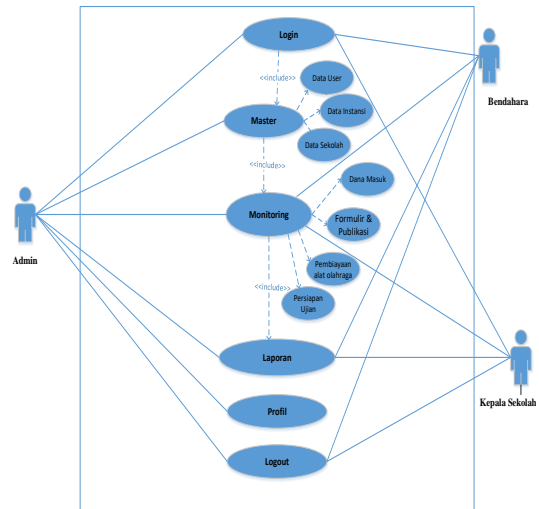 Login
Bendahara
<<include>>
Data User
Master
Data Instansi
Data Sekolah
<<include>>
Dana Masuk
Monitoring
Formulir &
Publikasi
Admin
Pembiayaan
alat olahraga
<<include>>
Persiapan
Ujian
Laporan
Kepala Sekolah
Profil
Logout